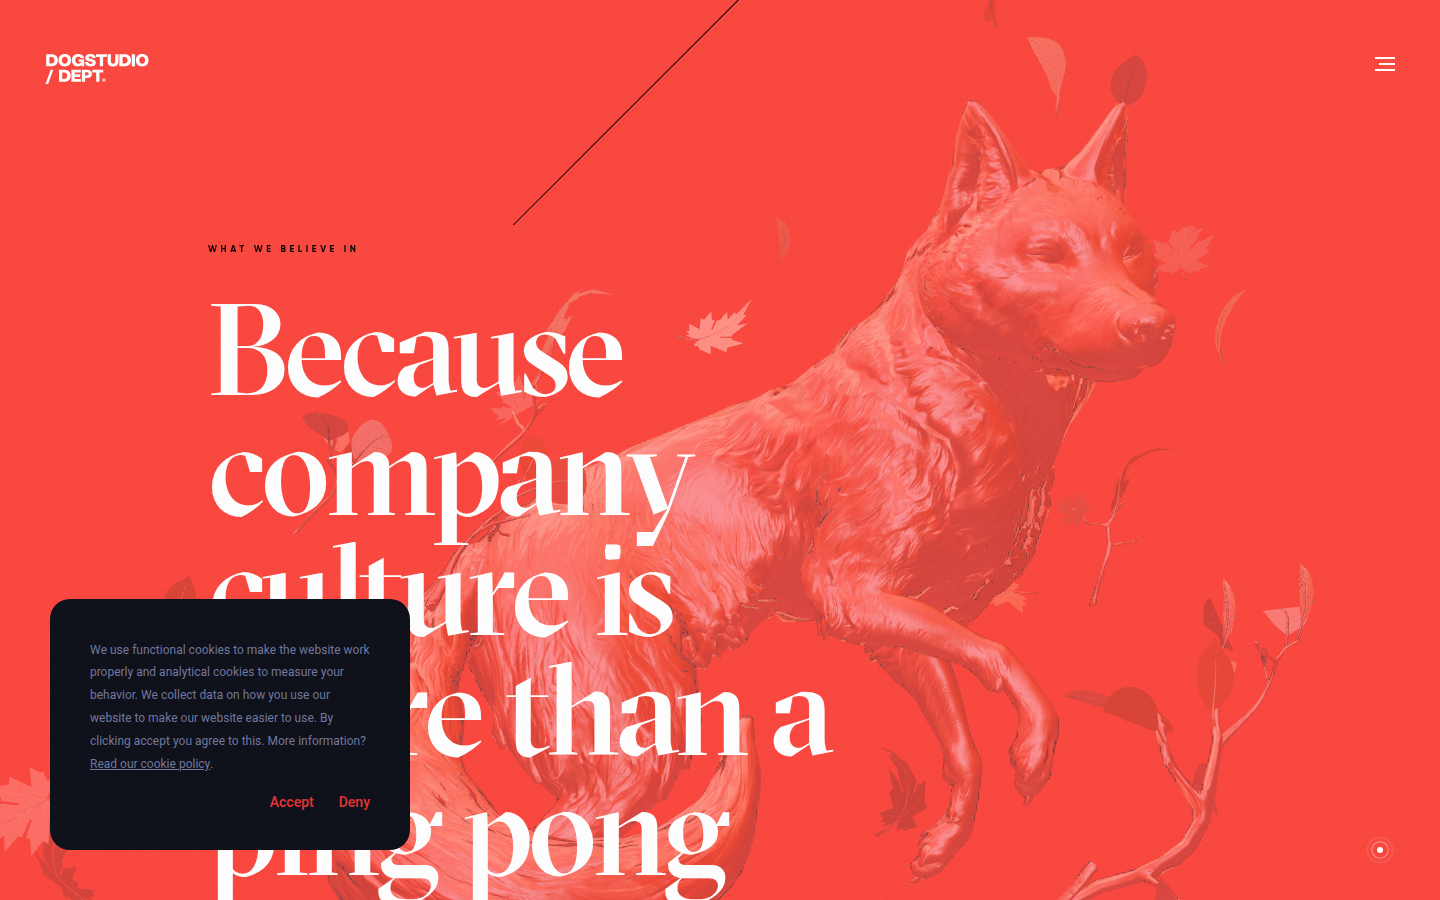 DOGSTUDIO
/ DEPT.
WHAT WE BELIEVE IN
Because
company
culture is
re than a
ping pong
We use functional cookies to make the website work
properly and analytical cookies to measure your
behavior. We collect data on how you use our
website to make our website easier to use. By
clicking accept you agree to this. More information?
Read our cookie policy.
Accept Deny